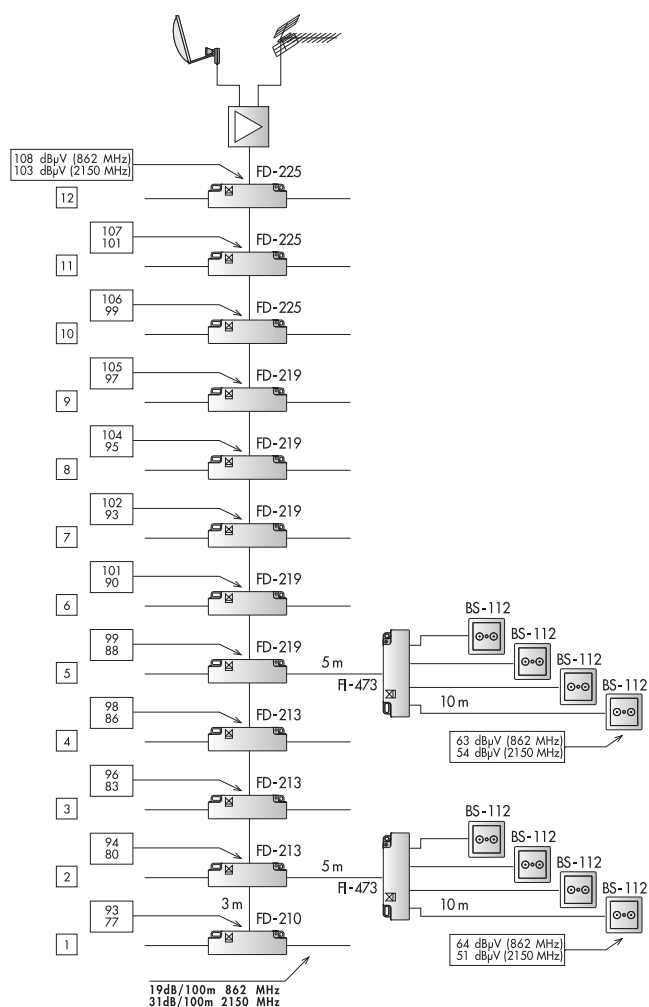 108 dBµV (862 MHz)
103 dBµV (2150 MHz)
FD-225
12
107
101
FD-225
11
106
99
FD-225
10
105
97
FD-219
9
104
95
FD-219
8
102
93
FD-219
7
101
90
FD-219
6
99
88
FD-219
5
5 m
FI-473
BS-112
BS-112
BS-112
BS-112
10 m
63 dBµV (862 MHz)
54 dBµV (2150 MHz)
98
86
FD-213
4
96
83
FD-213
3
94
80
FD-213
2
5 m
FI-473
BS-112
BS-112
BS-112
BS-112
10 m
64 dBµV (862 MHz)
51 dBµV (2150 MHz)
93
77
3 m
FD-210
1
19dB/100m 862 MHz
31dB/100m 2150 MHz